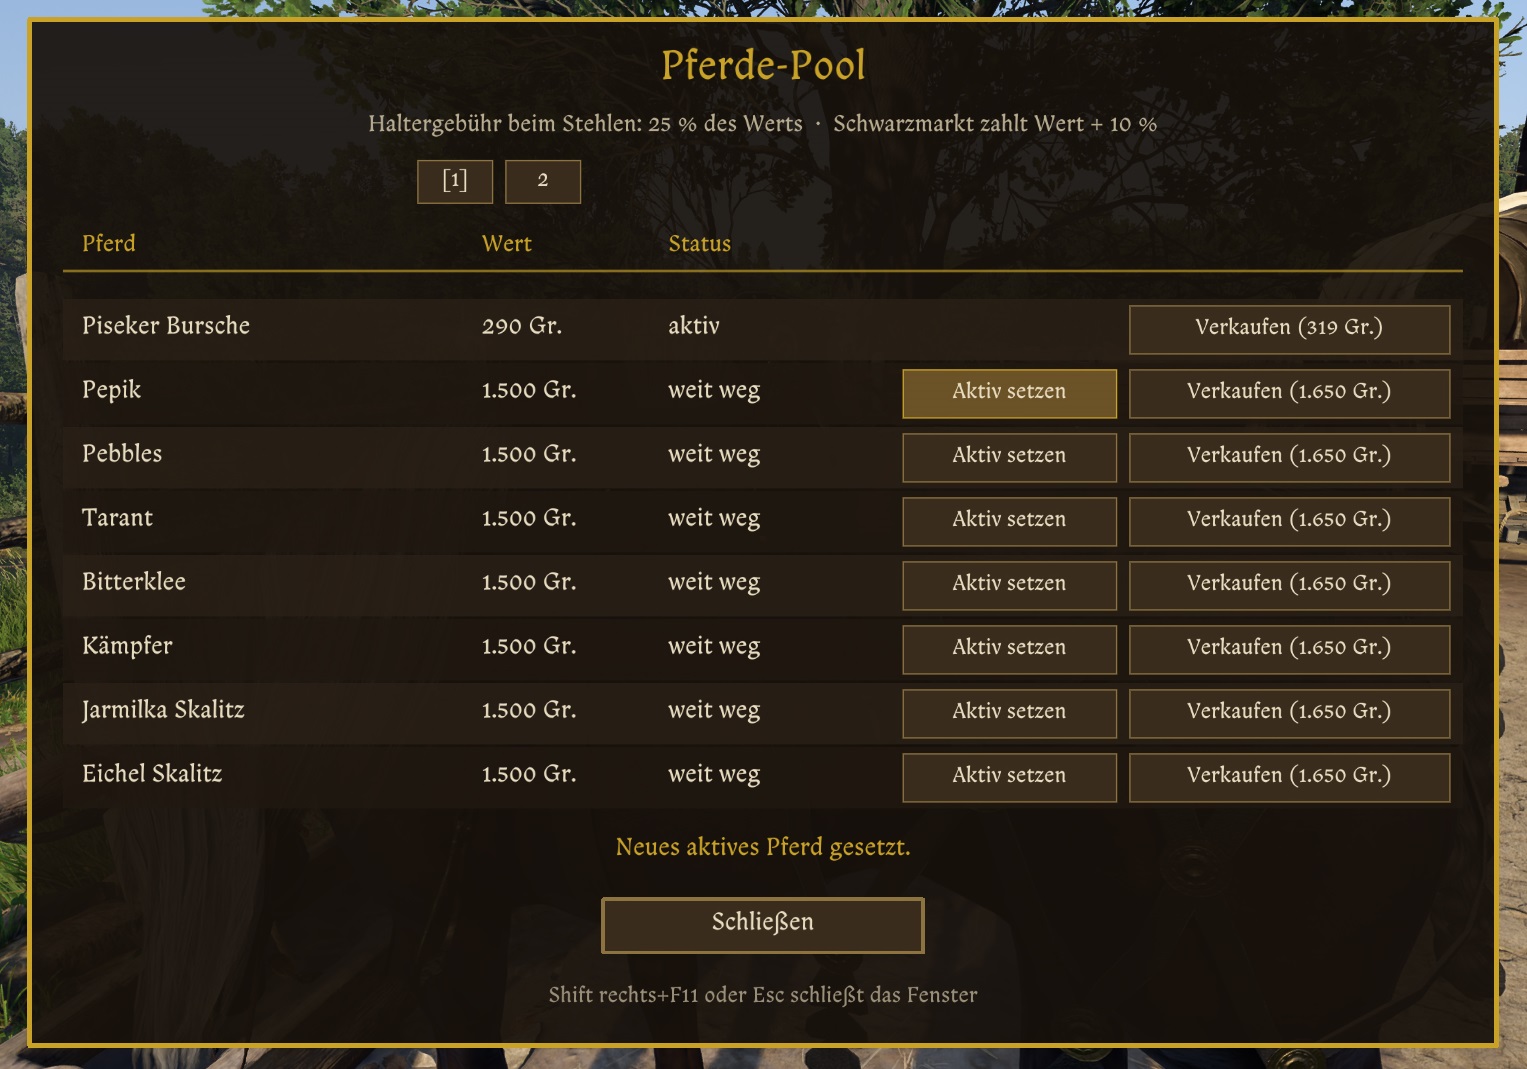 Pferde-Pool
Haltergebühr beim Stehlen: 25 % des Werts · Schwarzmarkt zahlt Wert + 10 %
[1] 2
Pferd Wert Status
Piseker Bursche 290 Gr. aktiv Verkaufen (319 Gr.)
Pepik 1.500 Gr. weit weg Aktiv setzen Verkaufen (1.650 Gr.)
Pebbles 1.500 Gr. weit weg Aktiv setzen Verkaufen (1.650 Gr.)
Tarant 1.500 Gr. weit weg Aktiv setzen Verkaufen (1.650 Gr.)
Bitterklee 1.500 Gr. weit weg Aktiv setzen Verkaufen (1.650 Gr.)
Kämpfer 1.500 Gr. weit weg Aktiv setzen Verkaufen (1.650 Gr.)
Jarmilka Skalitz 1.500 Gr. weit weg Aktiv setzen Verkaufen (1.650 Gr.)
Eichel Skalitz 1.500 Gr. weit weg Aktiv setzen Verkaufen (1.650 Gr.)
Neues aktives Pferd gesetzt.
Schließen
Shift rechts+F11 oder Esc schließt das Fenster